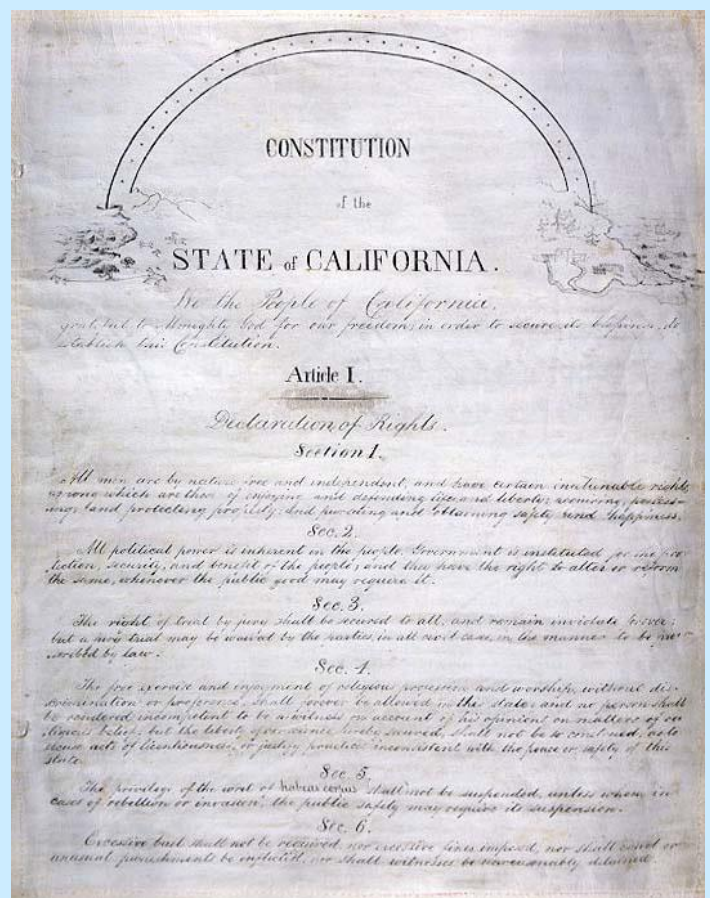 CONSTITUTION
of the
STATE of CALIFORNIA.
We the People of California,
grateful to Almighty God for our freedom: in order to secure its blessings, do
establish this Constitution.
Article I.
Declaration of Rights.
Section 1.
All men are by nature free and independent, and have certain inalienable rights,
among which are those of enjoying and defending life and liberty; acquiring, possess-
ing, and protecting property: and pursuing and obtaining safety and happiness.
Sec. 2.
All political power is inherent in the people. Government is instituted for the pro-
tection, security, and benefit of the people; and they have the right to alter or reform
the same, whenever the public good may require it.
Sec. 3.
The right of trial by jury shall be secured to all, and remain inviolate forever;
but a jury trial may be waived by the parties, in all civil cases, in the manner to be pre-
scribed by law.
Sec. 4.
The free exercise and enjoyment of religious profession and worship, without dis-
crimination or preference, shall forever be allowed in this state: and no person shall
be rendered incompetent to be a witness on account of his opinions on matters of re-
ligious belief; but the liberty of conscience hereby secured, shall not be so construed, as to
excuse acts of licentiousness, or justify practices inconsistent with the peace or safety of this
state.
Sec. 5.
The privilege of the writ of habeas corpus shall not be suspended, unless when, in
cases of rebellion or invasion, the public safety may require its suspension.
Sec. 6.
Excessive bail shall not be required, nor excessive fines imposed, nor shall cruel or
unusual punishments be inflicted, nor shall witnesses be unreasonably detained.